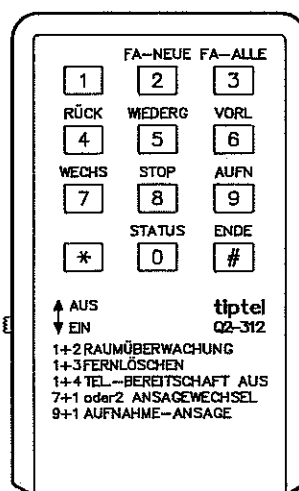 FA-NEUE FA-ALLE
1 2 3
RÜCK WIEDERG VORL
4 5 6
WECHS STOP AUFN
7 8 9
STATUS ENDE
* 0 #
AUS tiptel
EIN Q2-312
1+2 RAUMÜBERWACHUNG
1+3 FERNLÖSCHEN
1+4 TEL.-BEREITSCHAFT AUS
7+1 oder2 ANSAGEWECHSEL
9+1 AUFNAHME-ANSAGE